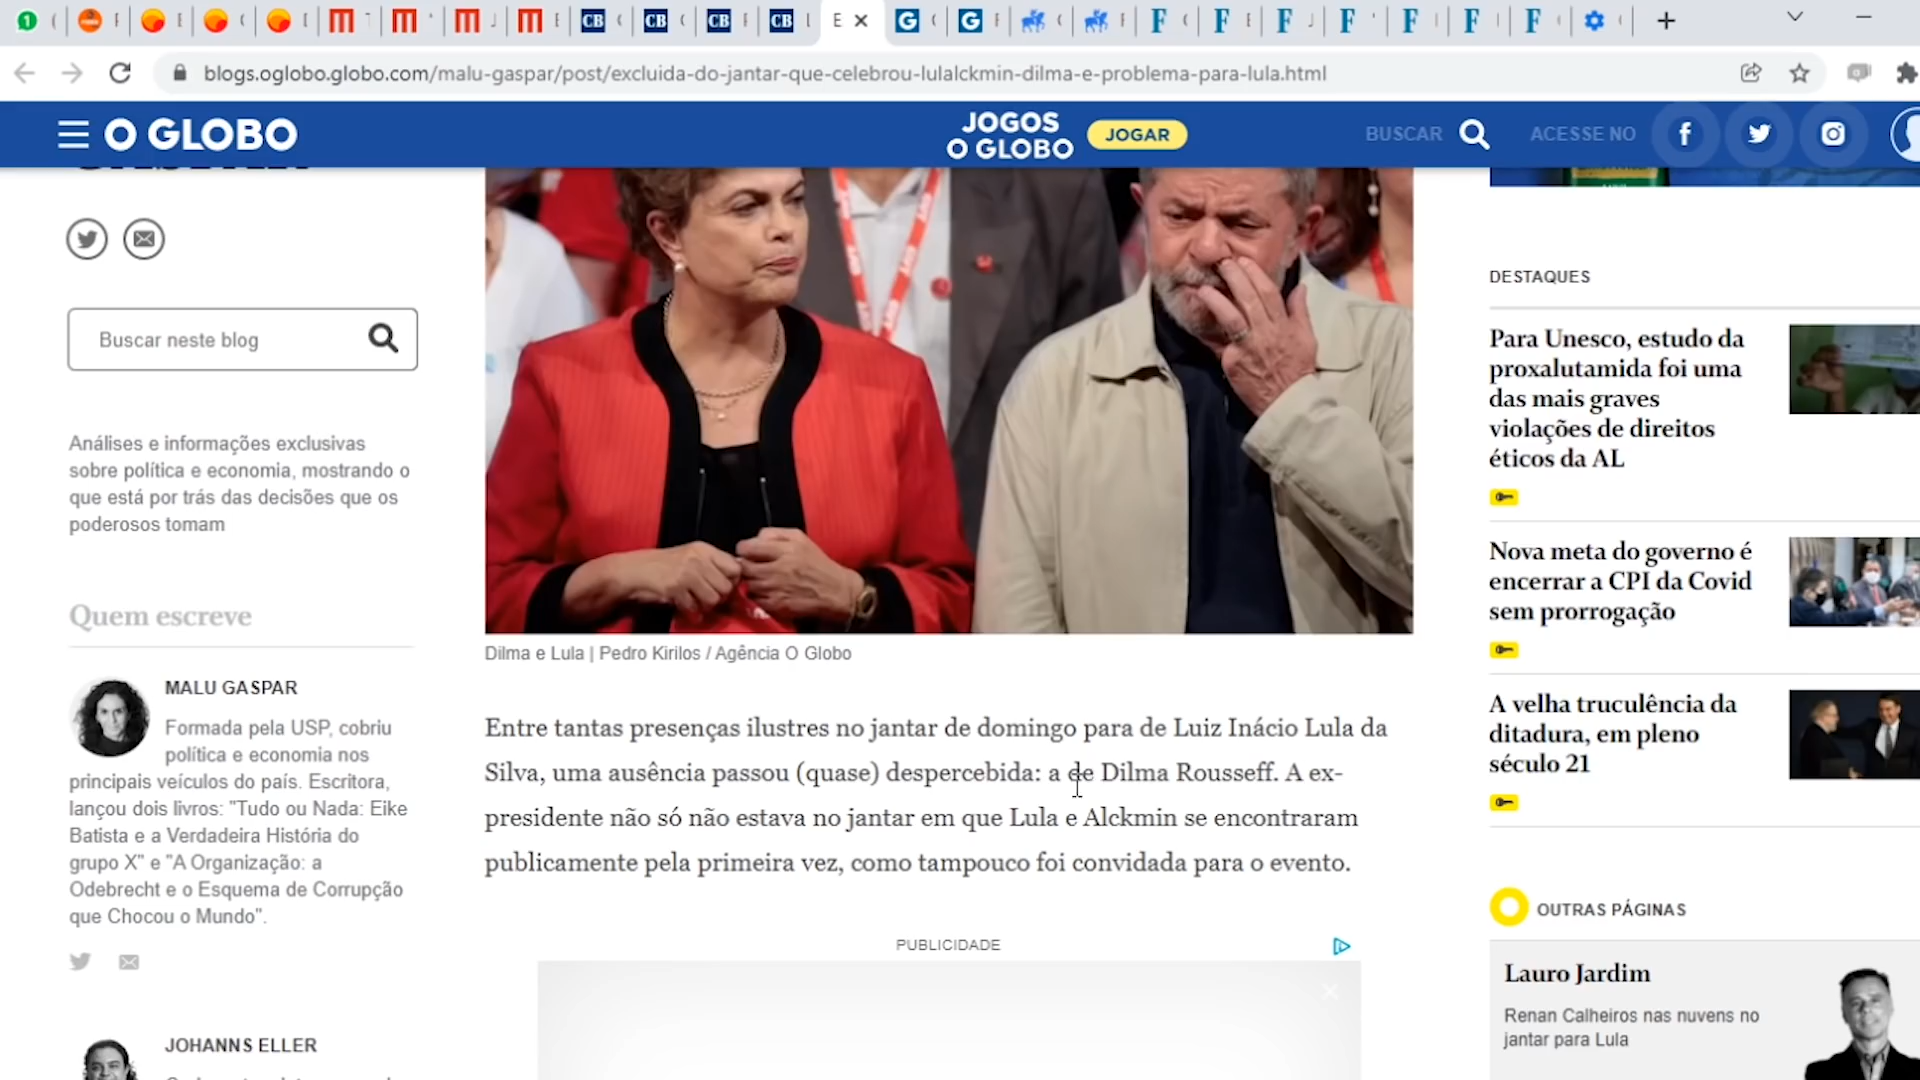 blogs.oglobo.globo.com/malu-gaspar/post/excluida-do-jantar-que-celebrou-lulalckmin-dilma-e-problema-para-lula.html
O GLOBO
JOGOS
O GLOBO
JOGAR
BUSCAR
ACESSE NO
Buscar neste blog
Análises e informações exclusivas
sobre política e economia, mostrando o
que está por trás das decisões que os
poderosos tomam
Quem escreve
MALU GASPAR
Formada pela USP, cobriu
política e economia nos
principais veículos do país. Escritora,
lançou dois livros: "Tudo ou Nada: Eike
Batista e a Verdadeira História do
grupo X" e "A Organização: a
Odebrecht e o Esquema de Corrupção
que Chocou o Mundo".
JOHANNS ELLER
Dilma e Lula | Pedro Kirilos / Agência O Globo
Entre tantas presenças ilustres no jantar de domingo para de Luiz Inácio Lula da
Silva, uma ausência passou (quase) despercebida: a de Dilma Rousseff. A ex-
presidente não só não estava no jantar em que Lula e Alckmin se encontraram
publicamente pela primeira vez, como tampouco foi convidada para o evento.
PUBLICIDADE
DESTAQUES
Para Unesco, estudo da
proxalutamida foi uma
das mais graves
violações de direitos
éticos da AL
Nova meta do governo é
encerrar a CPI da Covid
sem prorrogação
A velha truculência da
ditadura, em pleno
século 21
OUTRAS PÁGINAS
Lauro Jardim
Renan Calheiros nas nuvens no
jantar para Lula